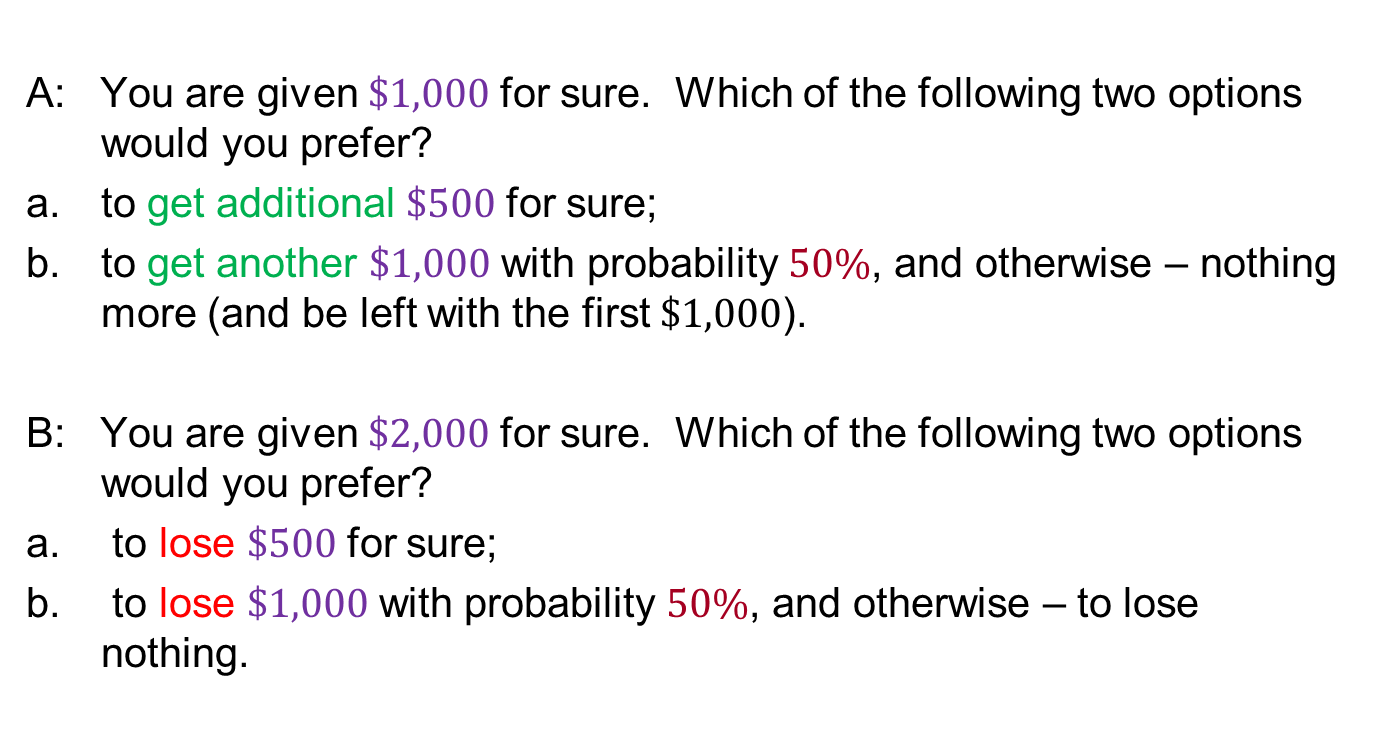 A: You are given $1,000 for sure. Which of the following two options
would you prefer?
a. to get additional $500 for sure;
b. to get another $1,000 with probability 50%, and otherwise – nothing
more (and be left with the first $1,000).
B: You are given $2,000 for sure. Which of the following two options
would you prefer?
a. to lose $500 for sure;
b. to lose $1,000 with probability 50%, and otherwise – to lose
nothing.